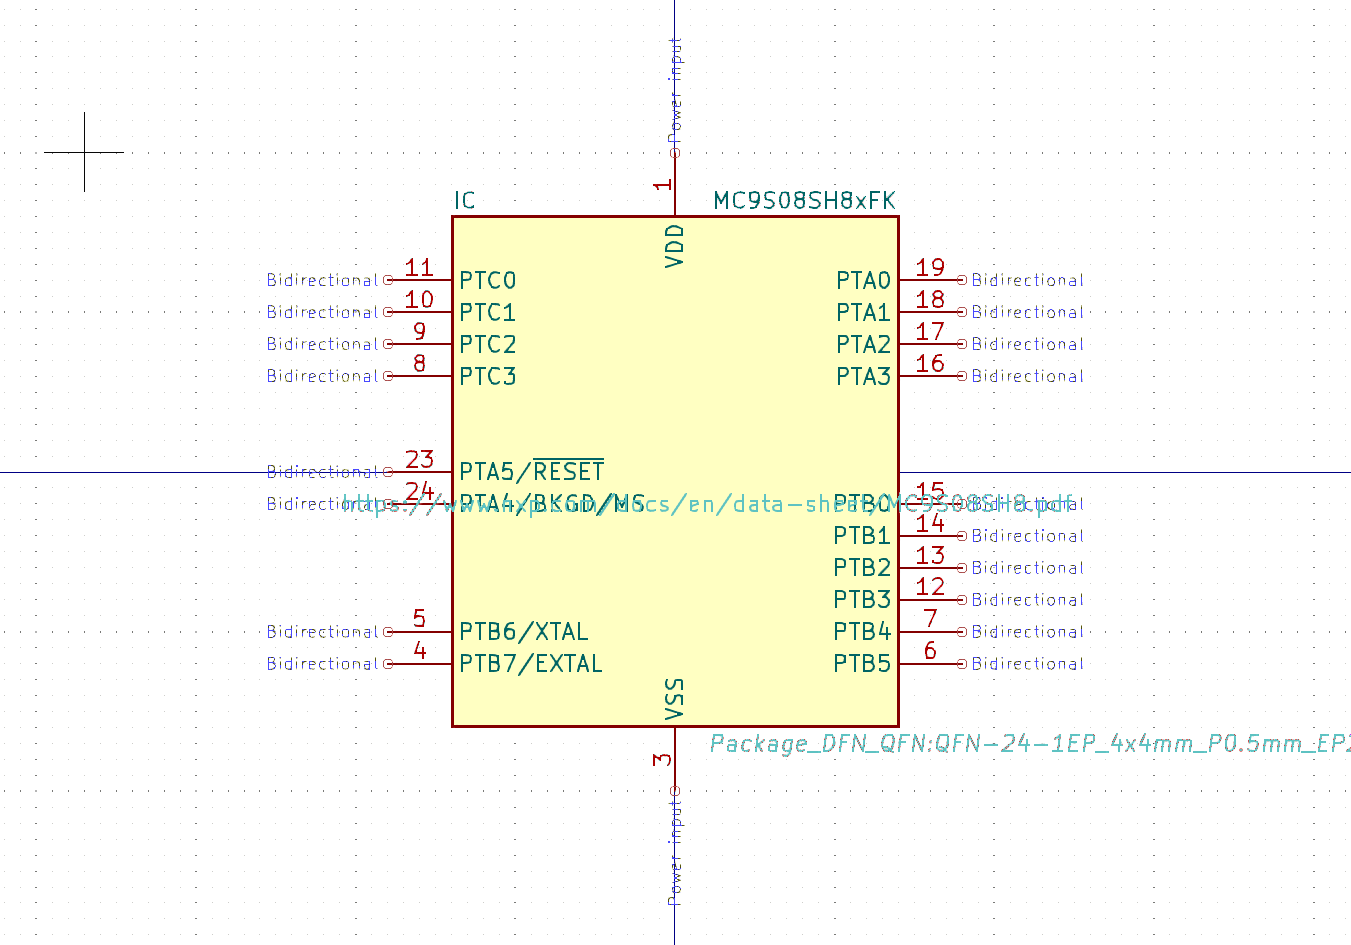 Power input
1
IC
MC9S08SH8xFK
VDD
Bidirectional 11 PTC0
PTA0 19 Bidirectional
Bidirectional 10 PTC1
PTA1 18 Bidirectional
Bidirectional 9 PTC2
PTA2 17 Bidirectional
Bidirectional 8 PTC3
PTA3 16 Bidirectional
Bidirectional 23 PTA5/RESET
Bidirectional 24 PTA4/BKGD/MS
https://www.nxp.com/docs/en/data-sheet/MC9S08SH8.pdf
PTB0 15 Bidirectional
PTB1 14 Bidirectional
PTB2 13 Bidirectional
PTB3 12 Bidirectional
Bidirectional 5 PTB6/XTAL
PTB4 7 Bidirectional
Bidirectional 4 PTB7/EXTAL
PTB5 6 Bidirectional
VSS
Package_DFN_QFN:QFN-24-1EP_4x4mm_P0.5mm_EP2
3
Power input